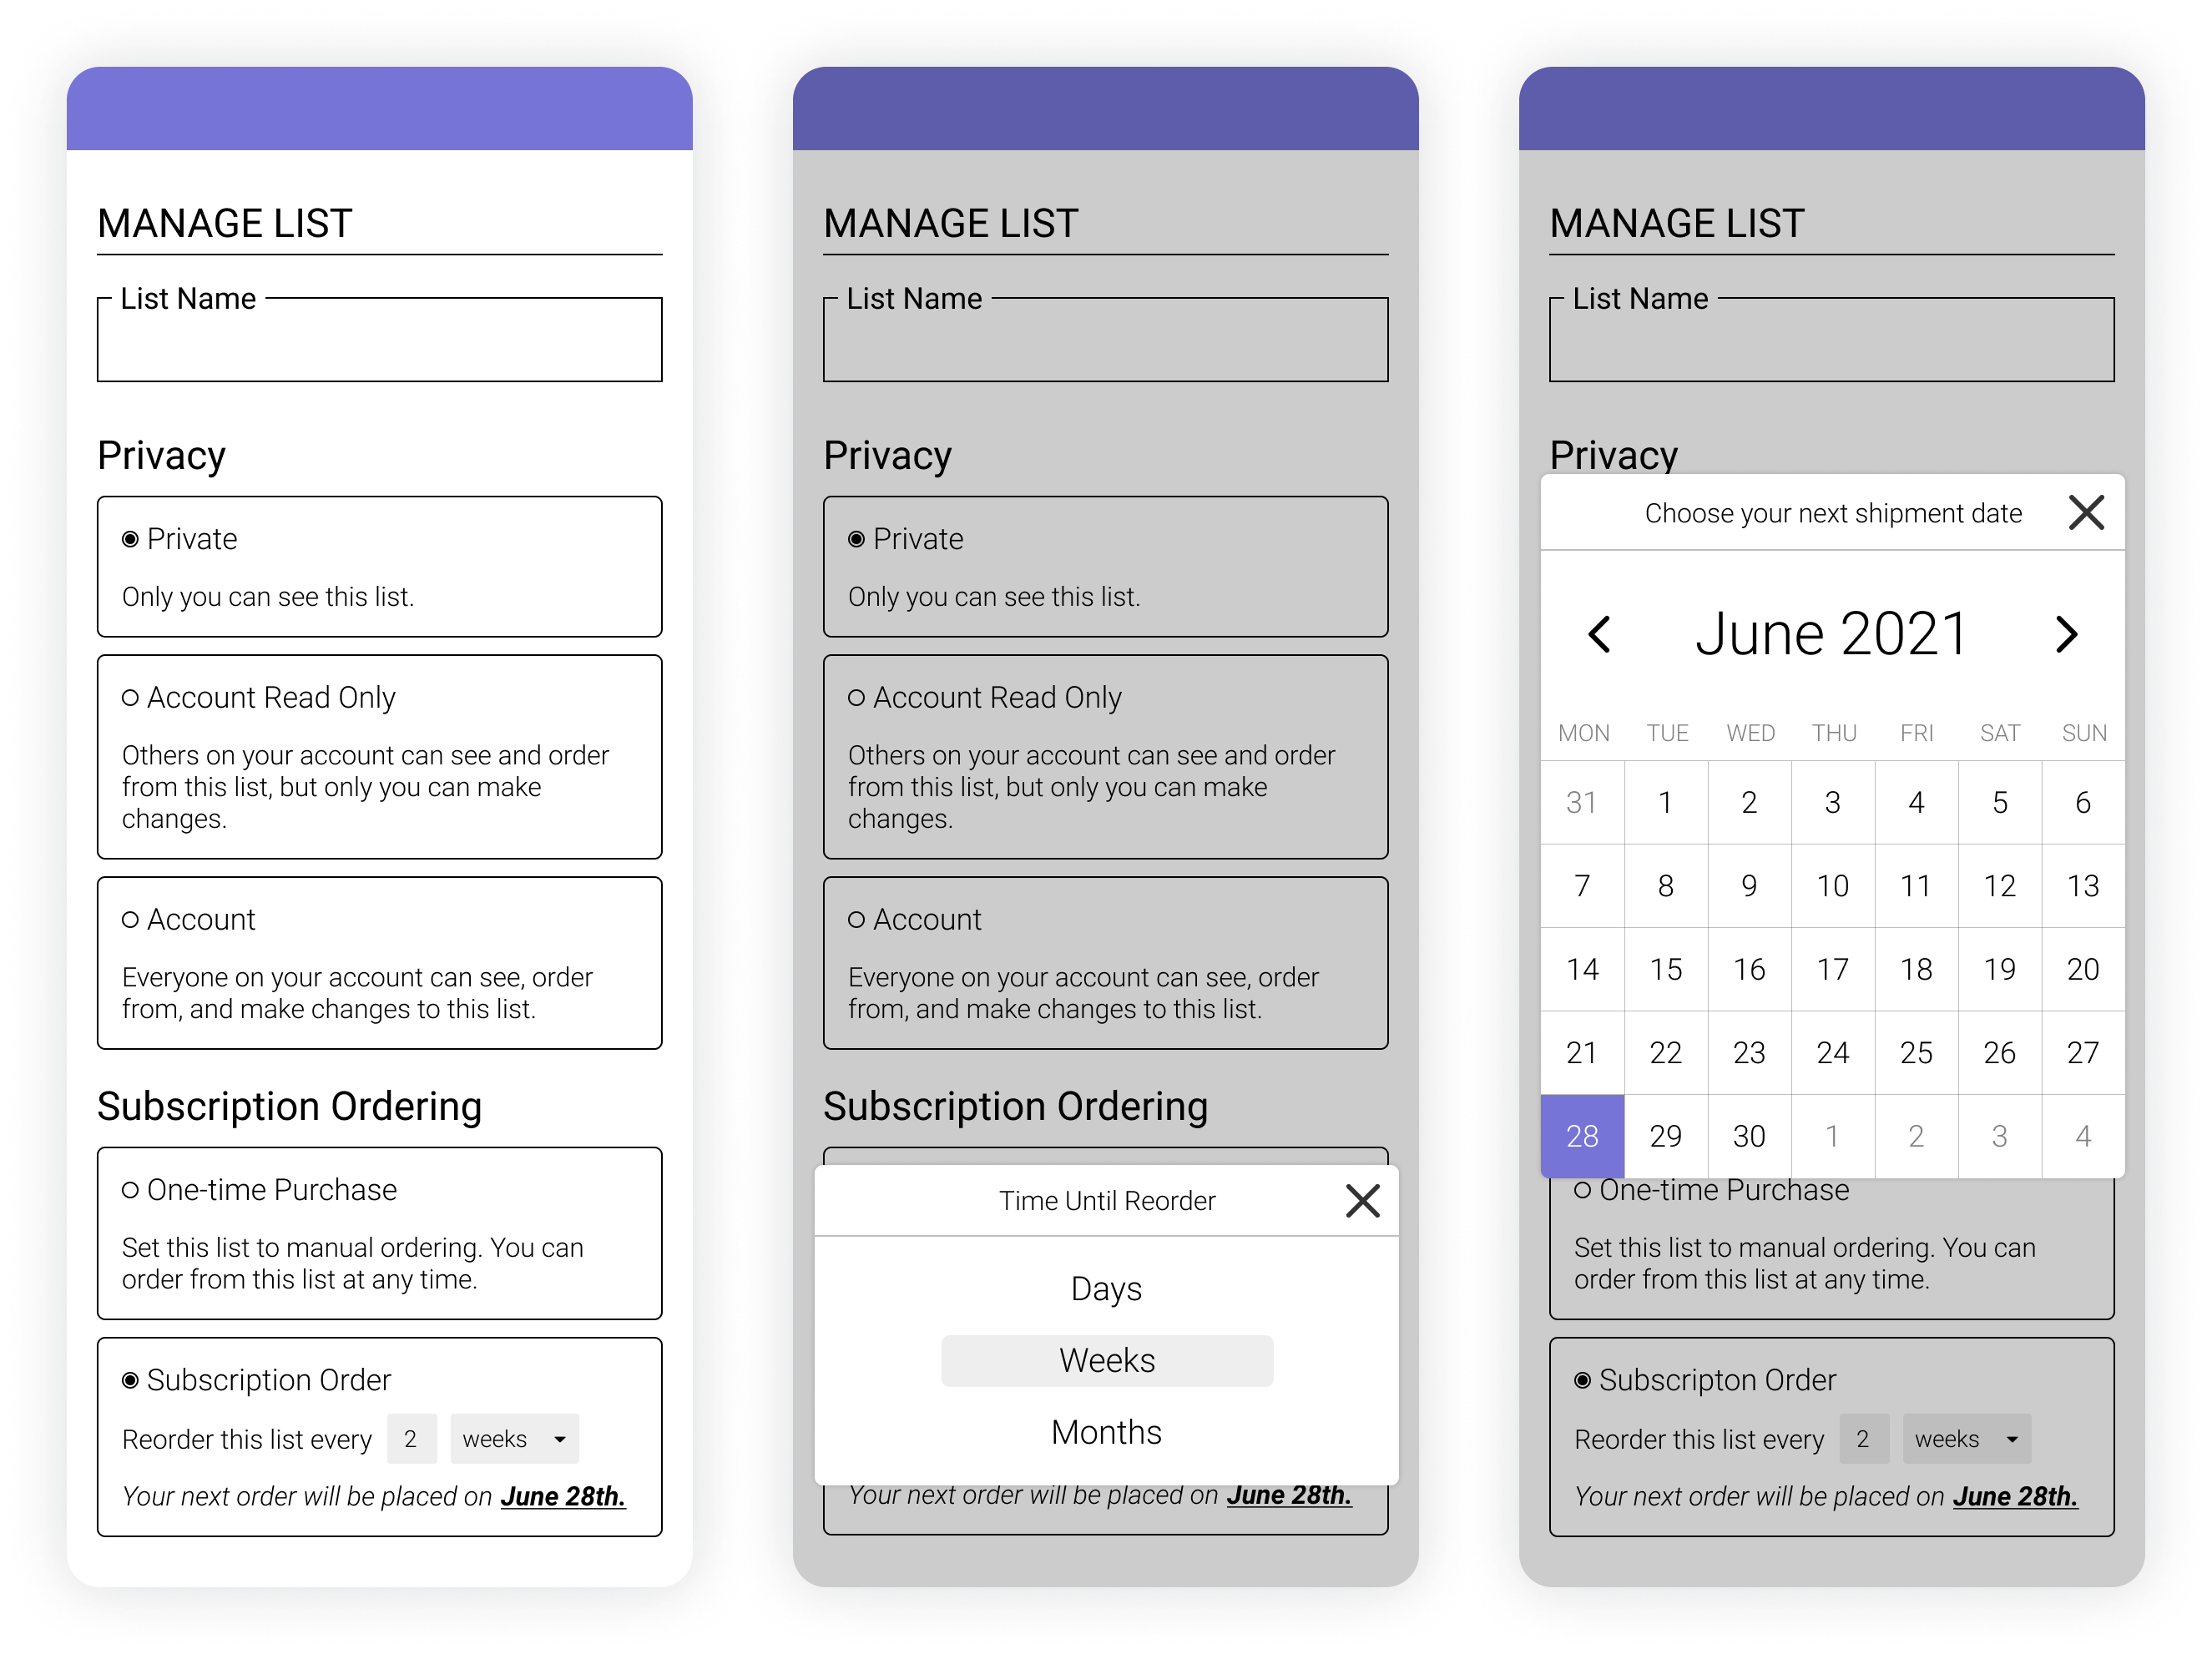 MANAGE LIST
List Name
Privacy
Private
Only you can see this list.
Account Read Only
Others on your account can see and order
from this list, but only you can make
changes.
Account
Everyone on your account can see, order
from, and make changes to this list.
Subscription Ordering
One-time Purchase
Set this list to manual ordering. You can
order from this list at any time.
Subscription Order
Reorder this list every 2 weeks
Your next order will be placed on June 28th.
MANAGE LIST
List Name
Privacy
Private
Only you can see this list.
Account Read Only
Others on your account can see and order
from this list, but only you can make
changes.
Account
Everyone on your account can see, order
from, and make changes to this list.
Subscription Ordering
Time Until Reorder
Days
Weeks
Months
Your next order will be placed on June 28th.
MANAGE LIST
List Name
Privacy
Choose your next shipment date
June 2021
MON TUE WED THU FRI SAT SUN
31 1 2 3 4 5 6
7 8 9 10 11 12 13
14 15 16 17 18 19 20
21 22 23 24 25 26 27
28 29 30 1 2 3 4
One-time Purchase
Set this list to manual ordering. You can
order from this list at any time.
Subscripton Order
Reorder this list every 2 weeks
Your next order will be placed on June 28th.